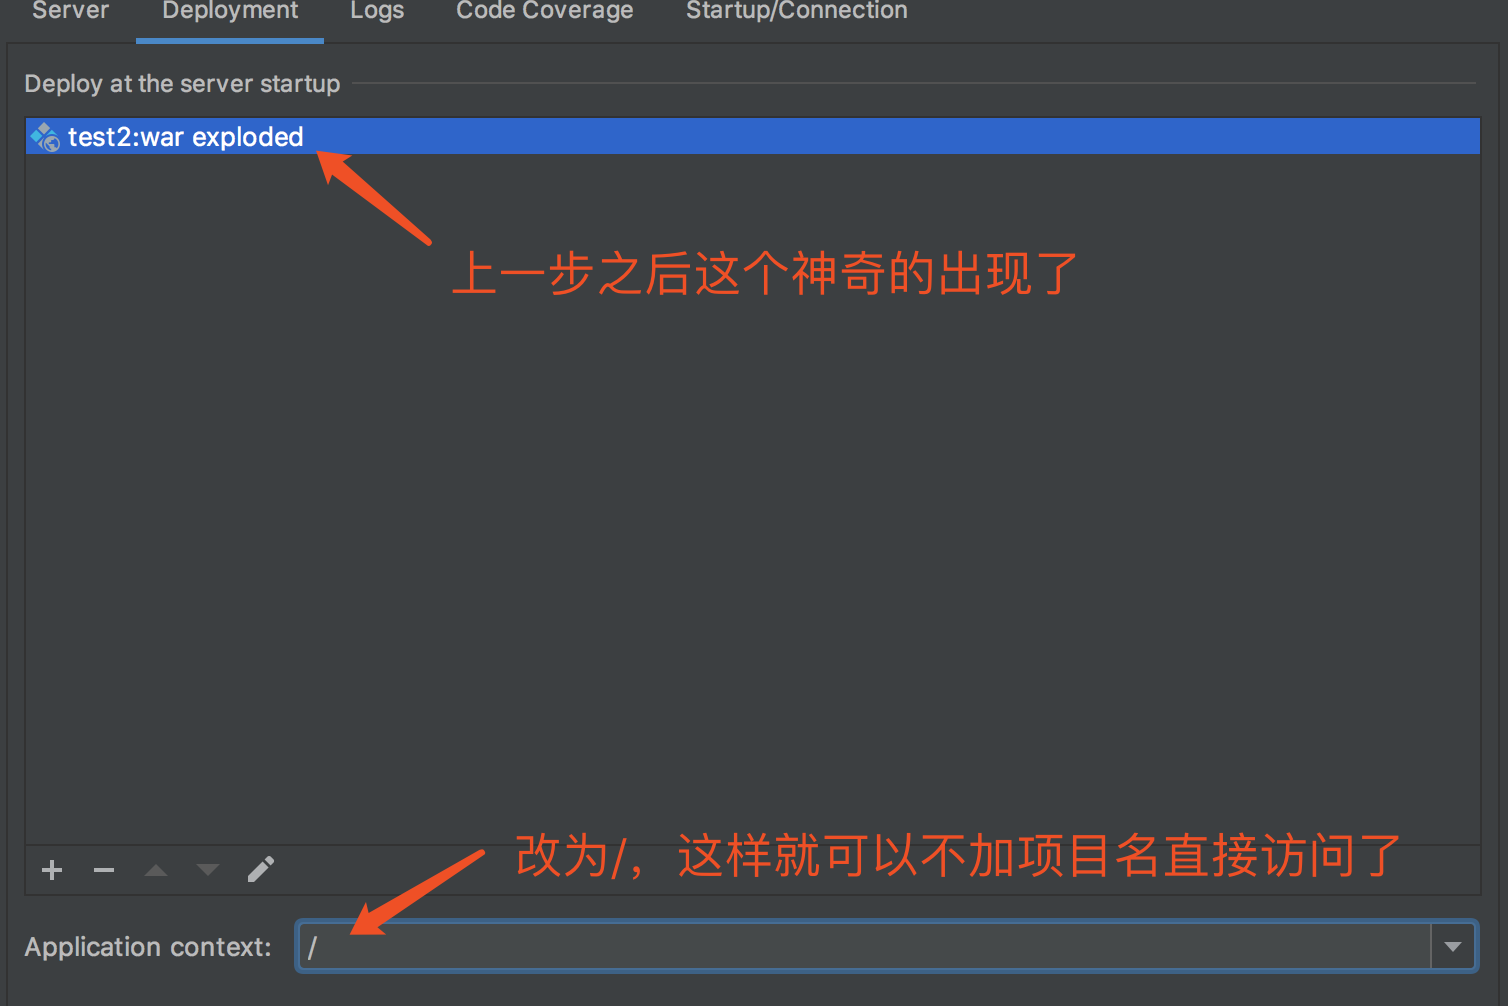 Server Deployment Logs Code Coverage Startup/Connection
Deploy at the server startup
test2:war exploded
上一步之后这个神奇的出现了
改为/，这样就可以不加项目名直接访问了
Application context: /